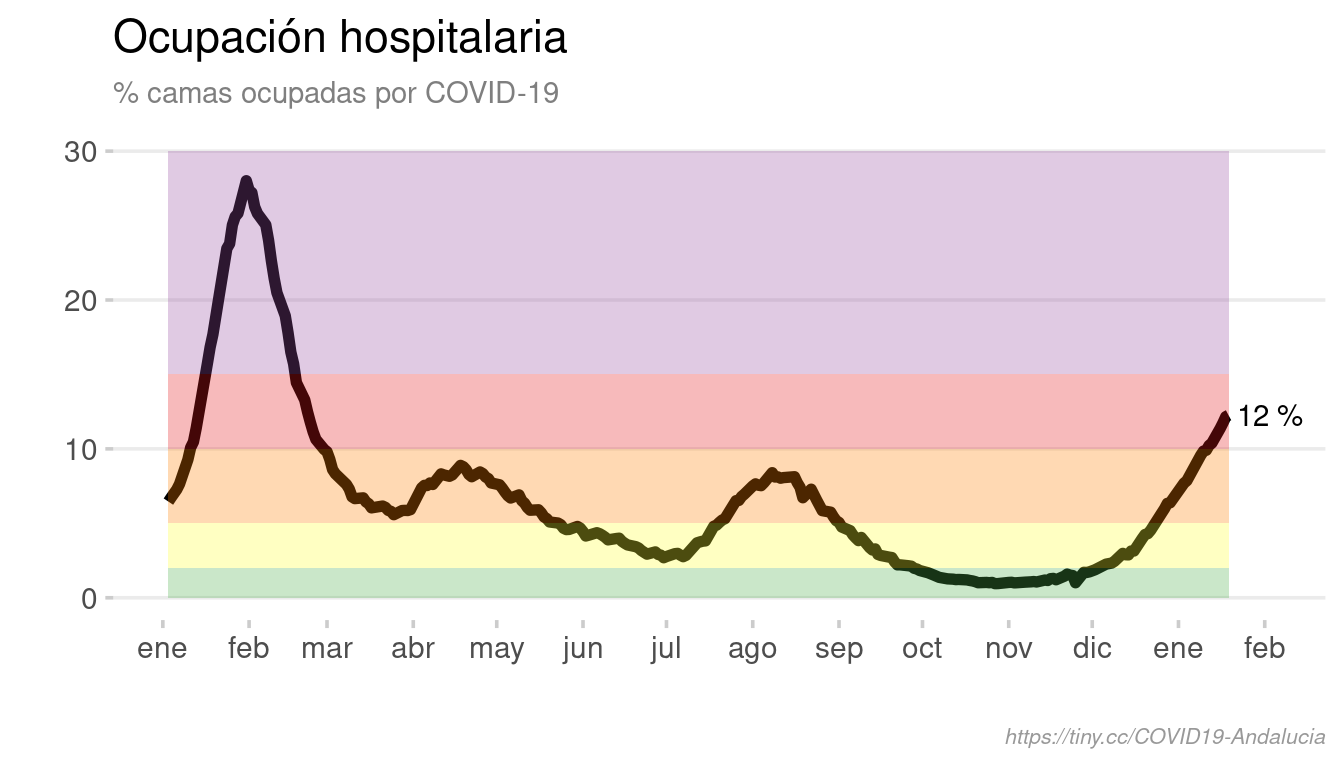 Ocupación hospitalaria
% camas ocupadas por COVID-19
30
20
10
0
12 %
ene feb mar abr may jun jul ago sep oct nov dic ene feb
https://tiny.cc/COVID19-Andalucia